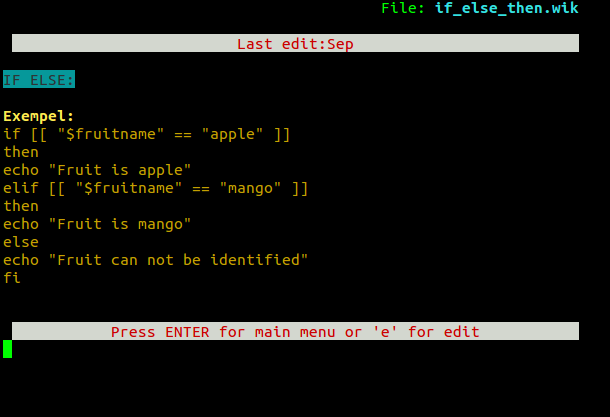 File: if_else_then.wik
Last edit:Sep
IF ELSE:
Exempel:
if [[ "$fruitname" == "apple" ]]
then
echo "Fruit is apple"
elif [[ "$fruitname" == "mango" ]]
then
echo "Fruit is mango"
else
echo "Fruit can not be identified"
fi
Press ENTER for main menu or 'e' for edit